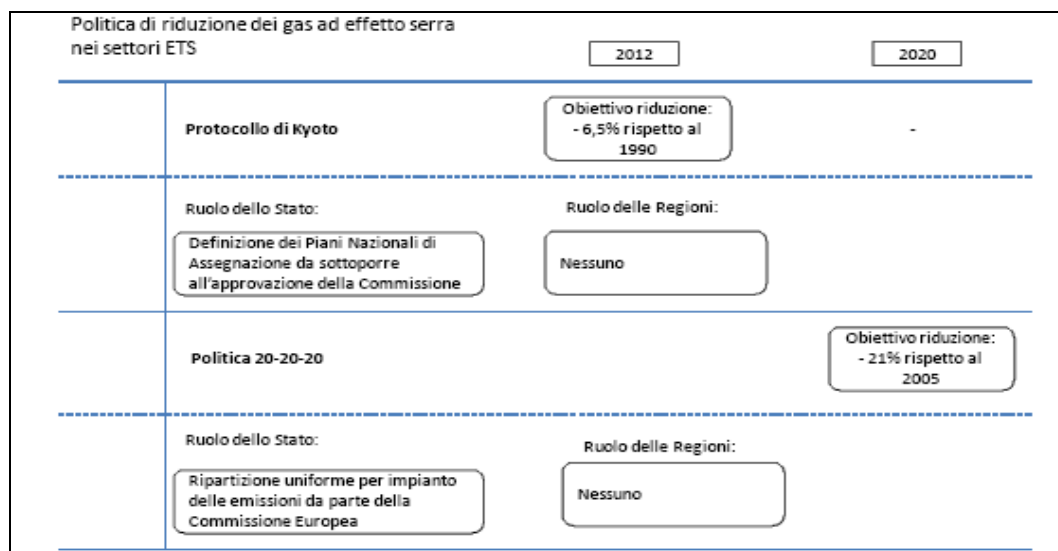 Politica di riduzione dei gas ad effetto serra
nei settori ETS
2012
2020
Protocollo di Kyoto
Obiettivo riduzione:
- 6,5% rispetto al
1990
-
Ruolo dello Stato:
Ruolo delle Regioni:
Definizione dei Piani Nazionali di
Assegnazione da sottoporre
all'approvazione della Commissione
Nessuno
Politica 20-20-20
Obiettivo riduzione:
- 21% rispetto al
2005
Ruolo dello Stato:
Ruolo delle Regioni:
Ripartizione uniforme per impianto
delle emissioni da parte della
Commissione Europea
Nessuno